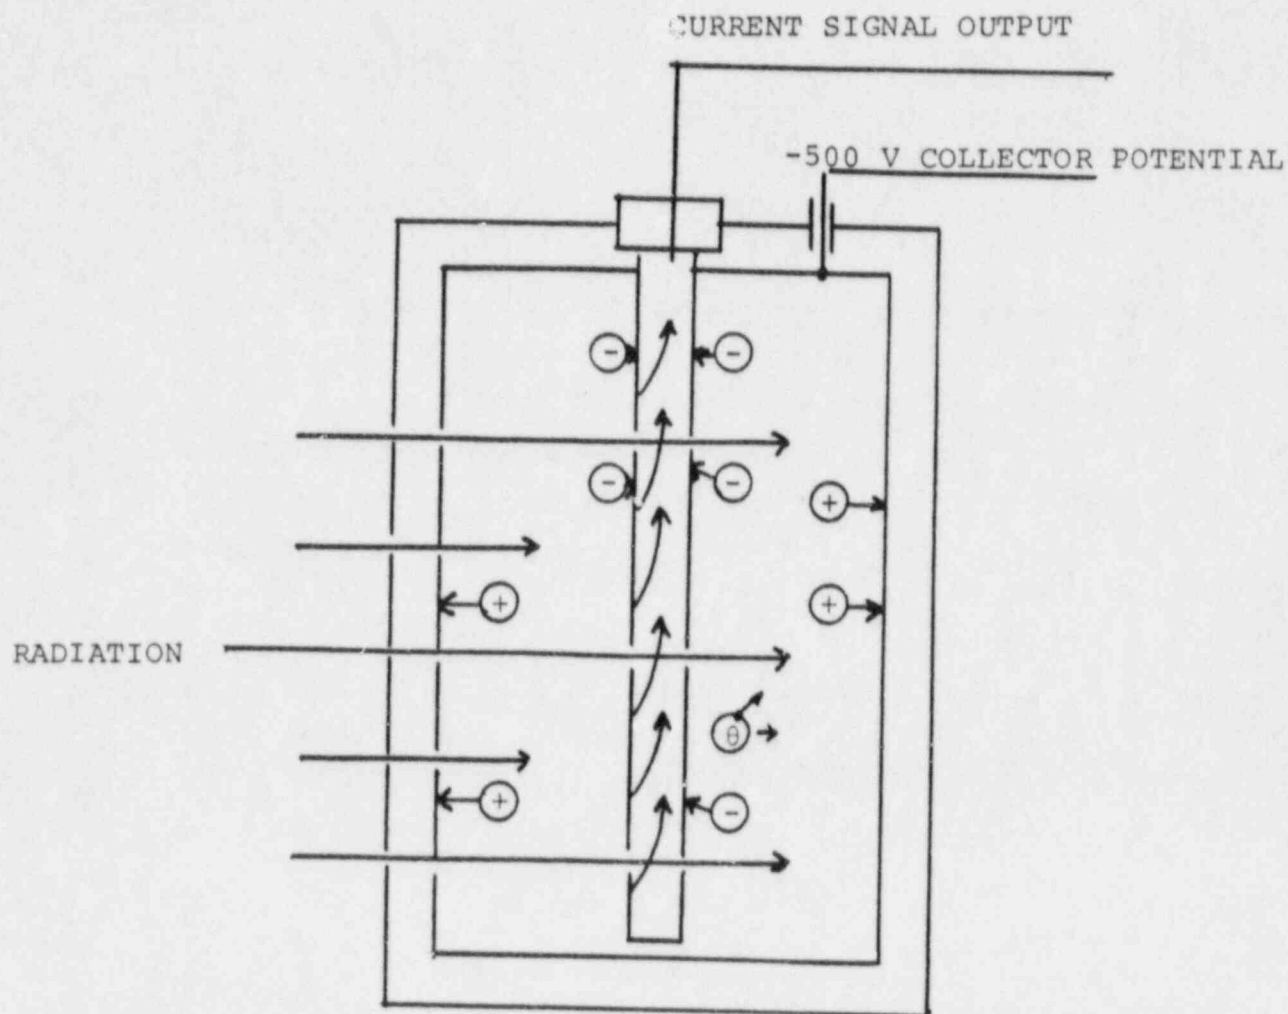 CURRENT SIGNAL OUTPUT
-500 V COLLECTOR POTENTIAL
- -
- -
+
+ +
RADIATION
θ
+ -